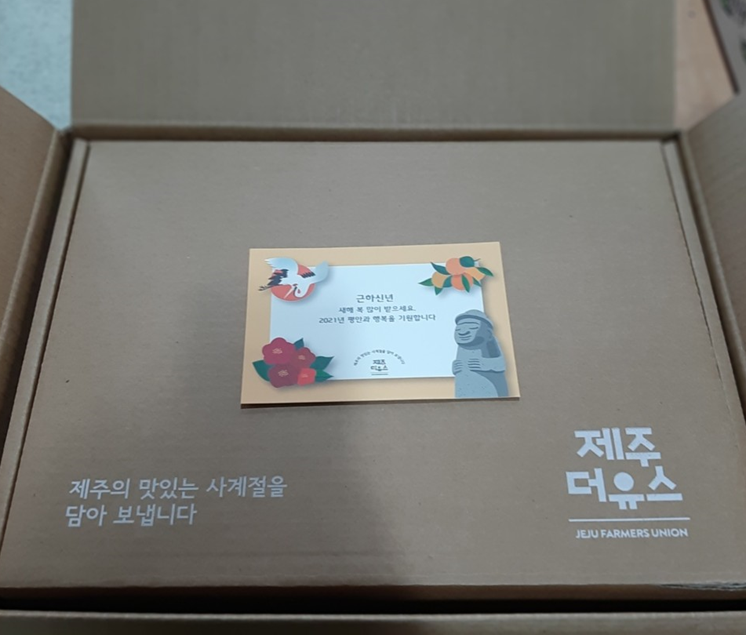 근하신년
새해 복 많이 받으세요.
2021년 평안과 행복을 기원합니다
제주
더유스
제주의 맛있는 사계절을
담아 보냅니다
제주
더유스
JEJU FARMERS UNION